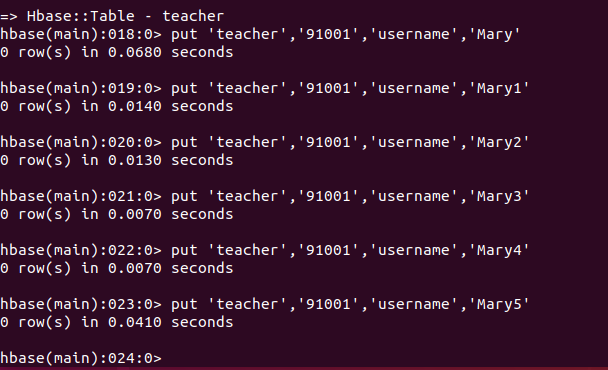 => Hbase::Table - teacher
hbase(main):018:0> put 'teacher','91001','username','Mary'
0 row(s) in 0.0680 seconds
hbase(main):019:0> put 'teacher','91001','username','Mary1'
0 row(s) in 0.0140 seconds
hbase(main):020:0> put 'teacher','91001','username','Mary2'
0 row(s) in 0.0130 seconds
hbase(main):021:0> put 'teacher','91001','username','Mary3'
0 row(s) in 0.0070 seconds
hbase(main):022:0> put 'teacher','91001','username','Mary4'
0 row(s) in 0.0070 seconds
hbase(main):023:0> put 'teacher','91001','username','Mary5'
0 row(s) in 0.0410 seconds
hbase(main):024:0>